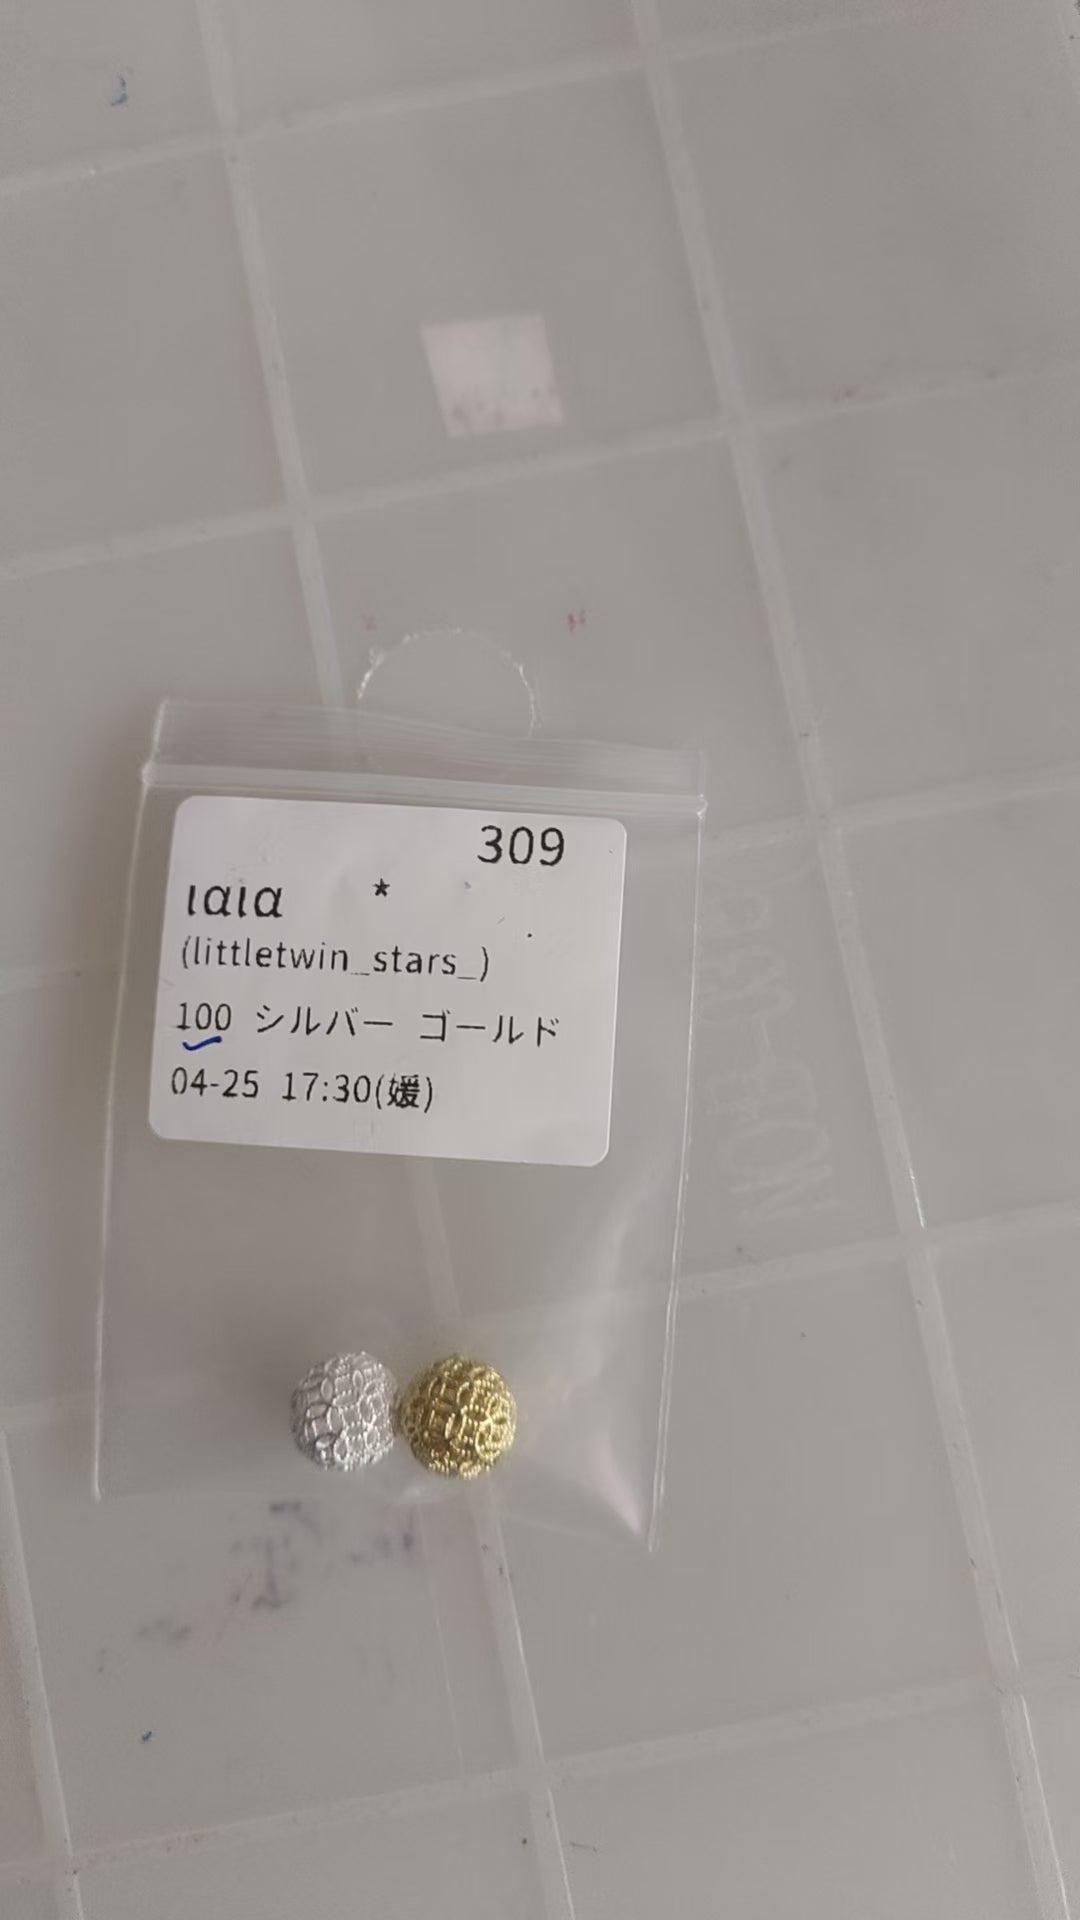 309
ιαια *
(littletwin_stars_)
100 シルバー ゴールド
04-25 17:30(媛)